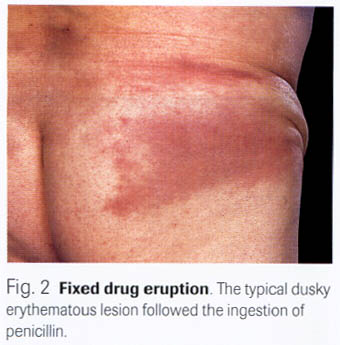 Fig. 2 Fixed drug eruption. The typical dusky
erythematous lesion followed the ingestion of
penicillin.